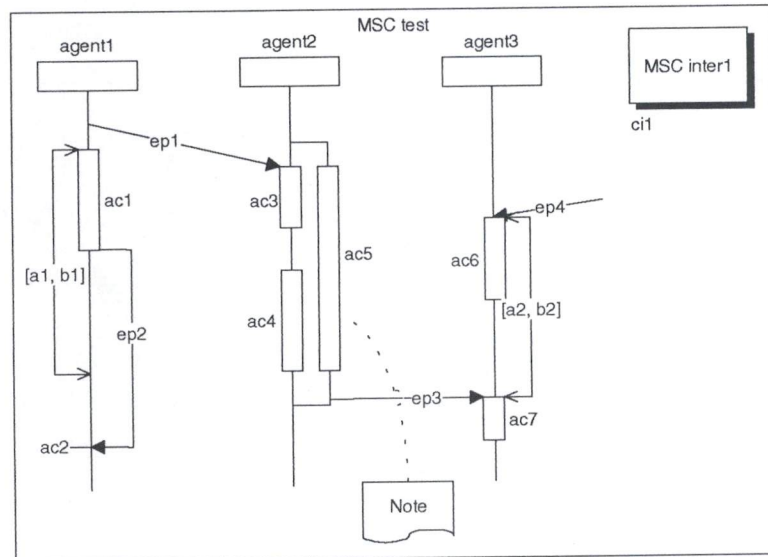 MSC test
agent1
agent2
agent3
MSC inter1
ci1
ep1
ac1
ac3
ep4
ac5
ac6
[a1, b1]
[a2, b2]
ac4
ep2
ep3
ac7
ac2
Note